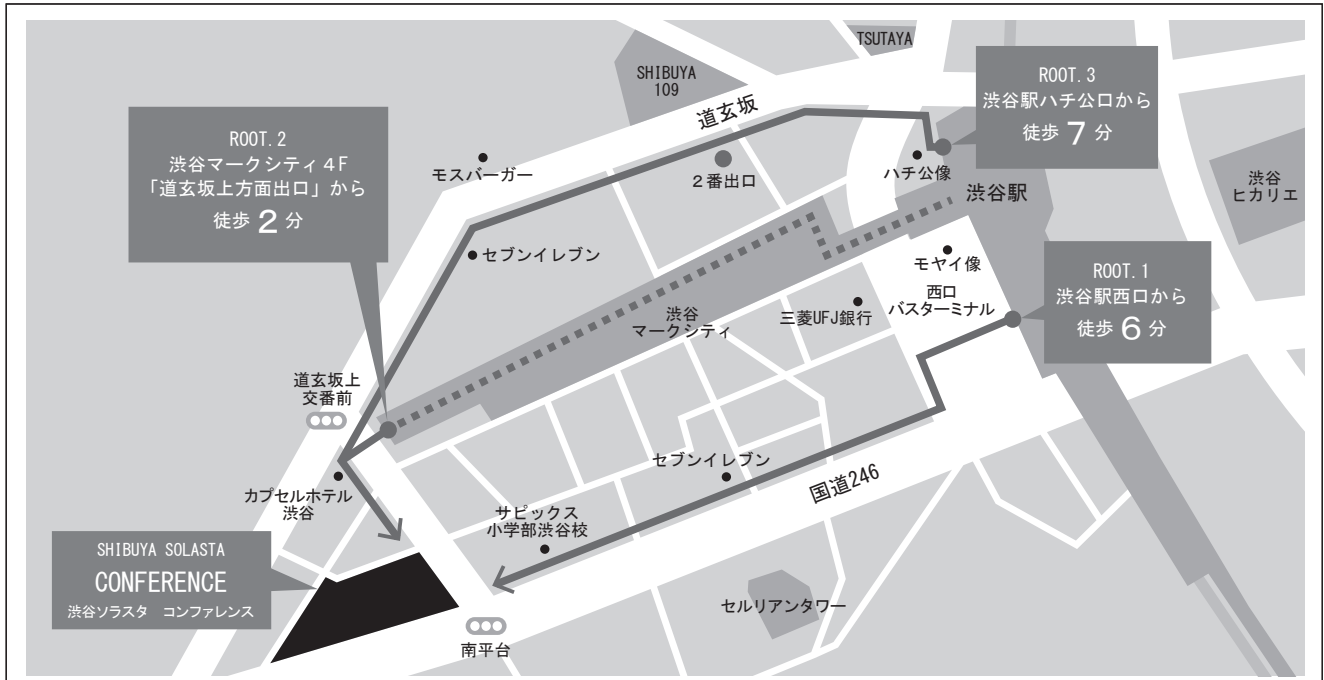 TSUTAYA
SHIBUYA
109
道玄坂
ROOT. 3
渋谷駅ハチ公口から
徒歩 7 分
ROOT. 2
渋谷マークシティ4F
「道玄坂上方面出口」から
徒歩 2 分
モスバーガー
2番出口
ハチ公像
渋谷駅
渋谷
ヒカリエ
セブンイレブン
モヤイ像
西口
バスターミナル
ROOT. 1
渋谷駅西口から
徒歩 6 分
渋谷
マークシティ
三菱UFJ銀行
道玄坂上
交番前
セブンイレブン
国道246
カプセルホテル
渋谷
サピックス
小学部渋谷校
SHIBUYA SOLASTA
CONFERENCE
渋谷ソラスタ コンファレンス
セルリアンタワー
南平台